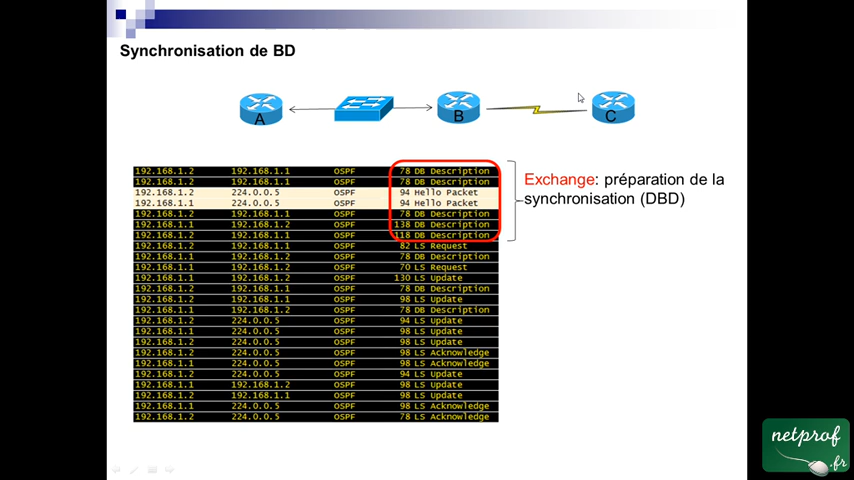 Synchronisation de BD
A B C
192.168.1.2 192.168.1.1 OSPF 78 DB Description
192.168.1.2 192.168.1.1 OSPF 78 DB Description
192.168.1.2 224.0.0.5 OSPF 94 Hello Packet
192.168.1.1 224.0.0.5 OSPF 94 Hello Packet
192.168.1.2 192.168.1.1 OSPF 78 DB Description
192.168.1.1 192.168.1.2 OSPF 138 DB Description
192.168.1.2 192.168.1.1 OSPF 118 DB Description
192.168.1.2 192.168.1.1 OSPF 82 LS Request
192.168.1.1 192.168.1.2 OSPF 78 DB Description
192.168.1.1 192.168.1.2 OSPF 70 LS Request
192.168.1.1 192.168.1.2 OSPF 130 LS Update
192.168.1.2 192.168.1.1 OSPF 78 DB Description
192.168.1.2 192.168.1.1 OSPF 98 LS Update
192.168.1.1 192.168.1.2 OSPF 78 DB Description
192.168.1.2 224.0.0.5 OSPF 94 LS Update
192.168.1.1 224.0.0.5 OSPF 98 LS Update
192.168.1.2 224.0.0.5 OSPF 98 LS Update
192.168.1.2 224.0.0.5 OSPF 98 LS Acknowledge
192.168.1.1 224.0.0.5 OSPF 98 LS Acknowledge
192.168.1.2 224.0.0.5 OSPF 94 LS Update
192.168.1.1 192.168.1.2 OSPF 98 LS Update
192.168.1.2 192.168.1.1 OSPF 98 LS Update
192.168.1.1 224.0.0.5 OSPF 98 LS Acknowledge
192.168.1.2 224.0.0.5 OSPF 78 LS Acknowledge
Exchange: préparation de la
synchronisation (DBD)
netprof
.fr